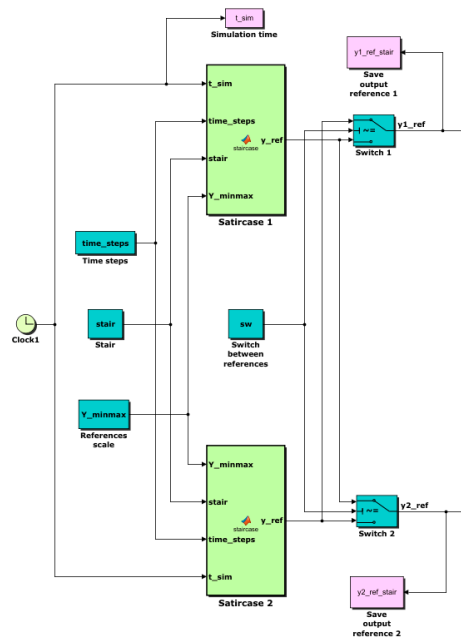 t_sim
Simulation time
y1_ref_stair
Save
output
reference 1
t_sim
time_steps
stair
Y_minmax
y_ref
staircase
Satircase 1
~=
y1_ref
Switch 1
time_steps
Time steps
stair
Stair
Clock1
sw
Switch
between
references
Y_minmax
References
scale
Y_minmax
stair
time_steps
t_sim
y_ref
staircase
Satircase 2
~=
y2_ref
Switch 2
y2_ref_stair
Save
output
reference 2